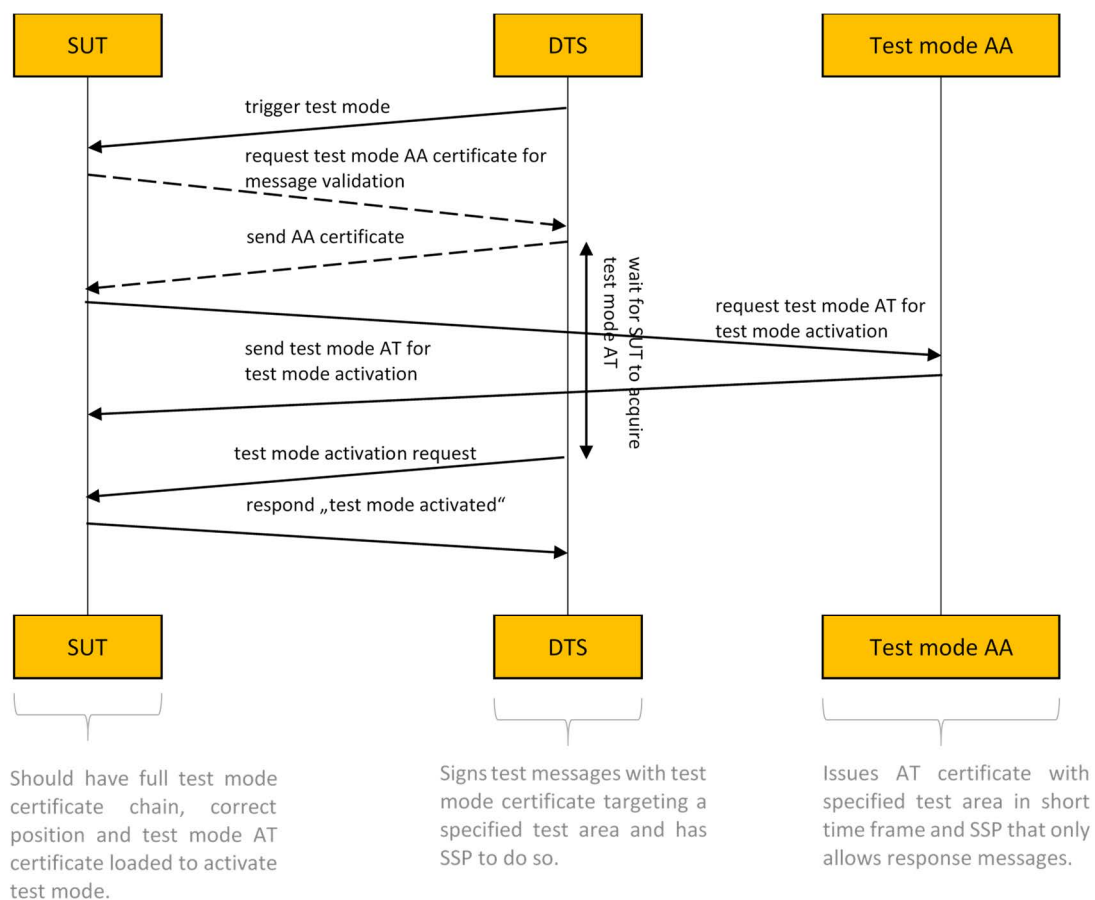 SUT
DTS
Test mode AA
trigger test mode
request test mode AA certificate for
message validation
send AA certificate
wait for SUT to acquire
test mode AT
request test mode AT for
test mode activation
send test mode AT for
test mode activation
test mode activation request
respond „test mode activated“
SUT
DTS
Test mode AA
Should have full test mode
certificate chain, correct
position and test mode AT
certificate loaded to activate
test mode.
Signs test messages with test
mode certificate targeting a
specified test area and has
SSP to do so.
Issues AT certificate with
specified test area in short
time frame and SSP that only
allows response messages.